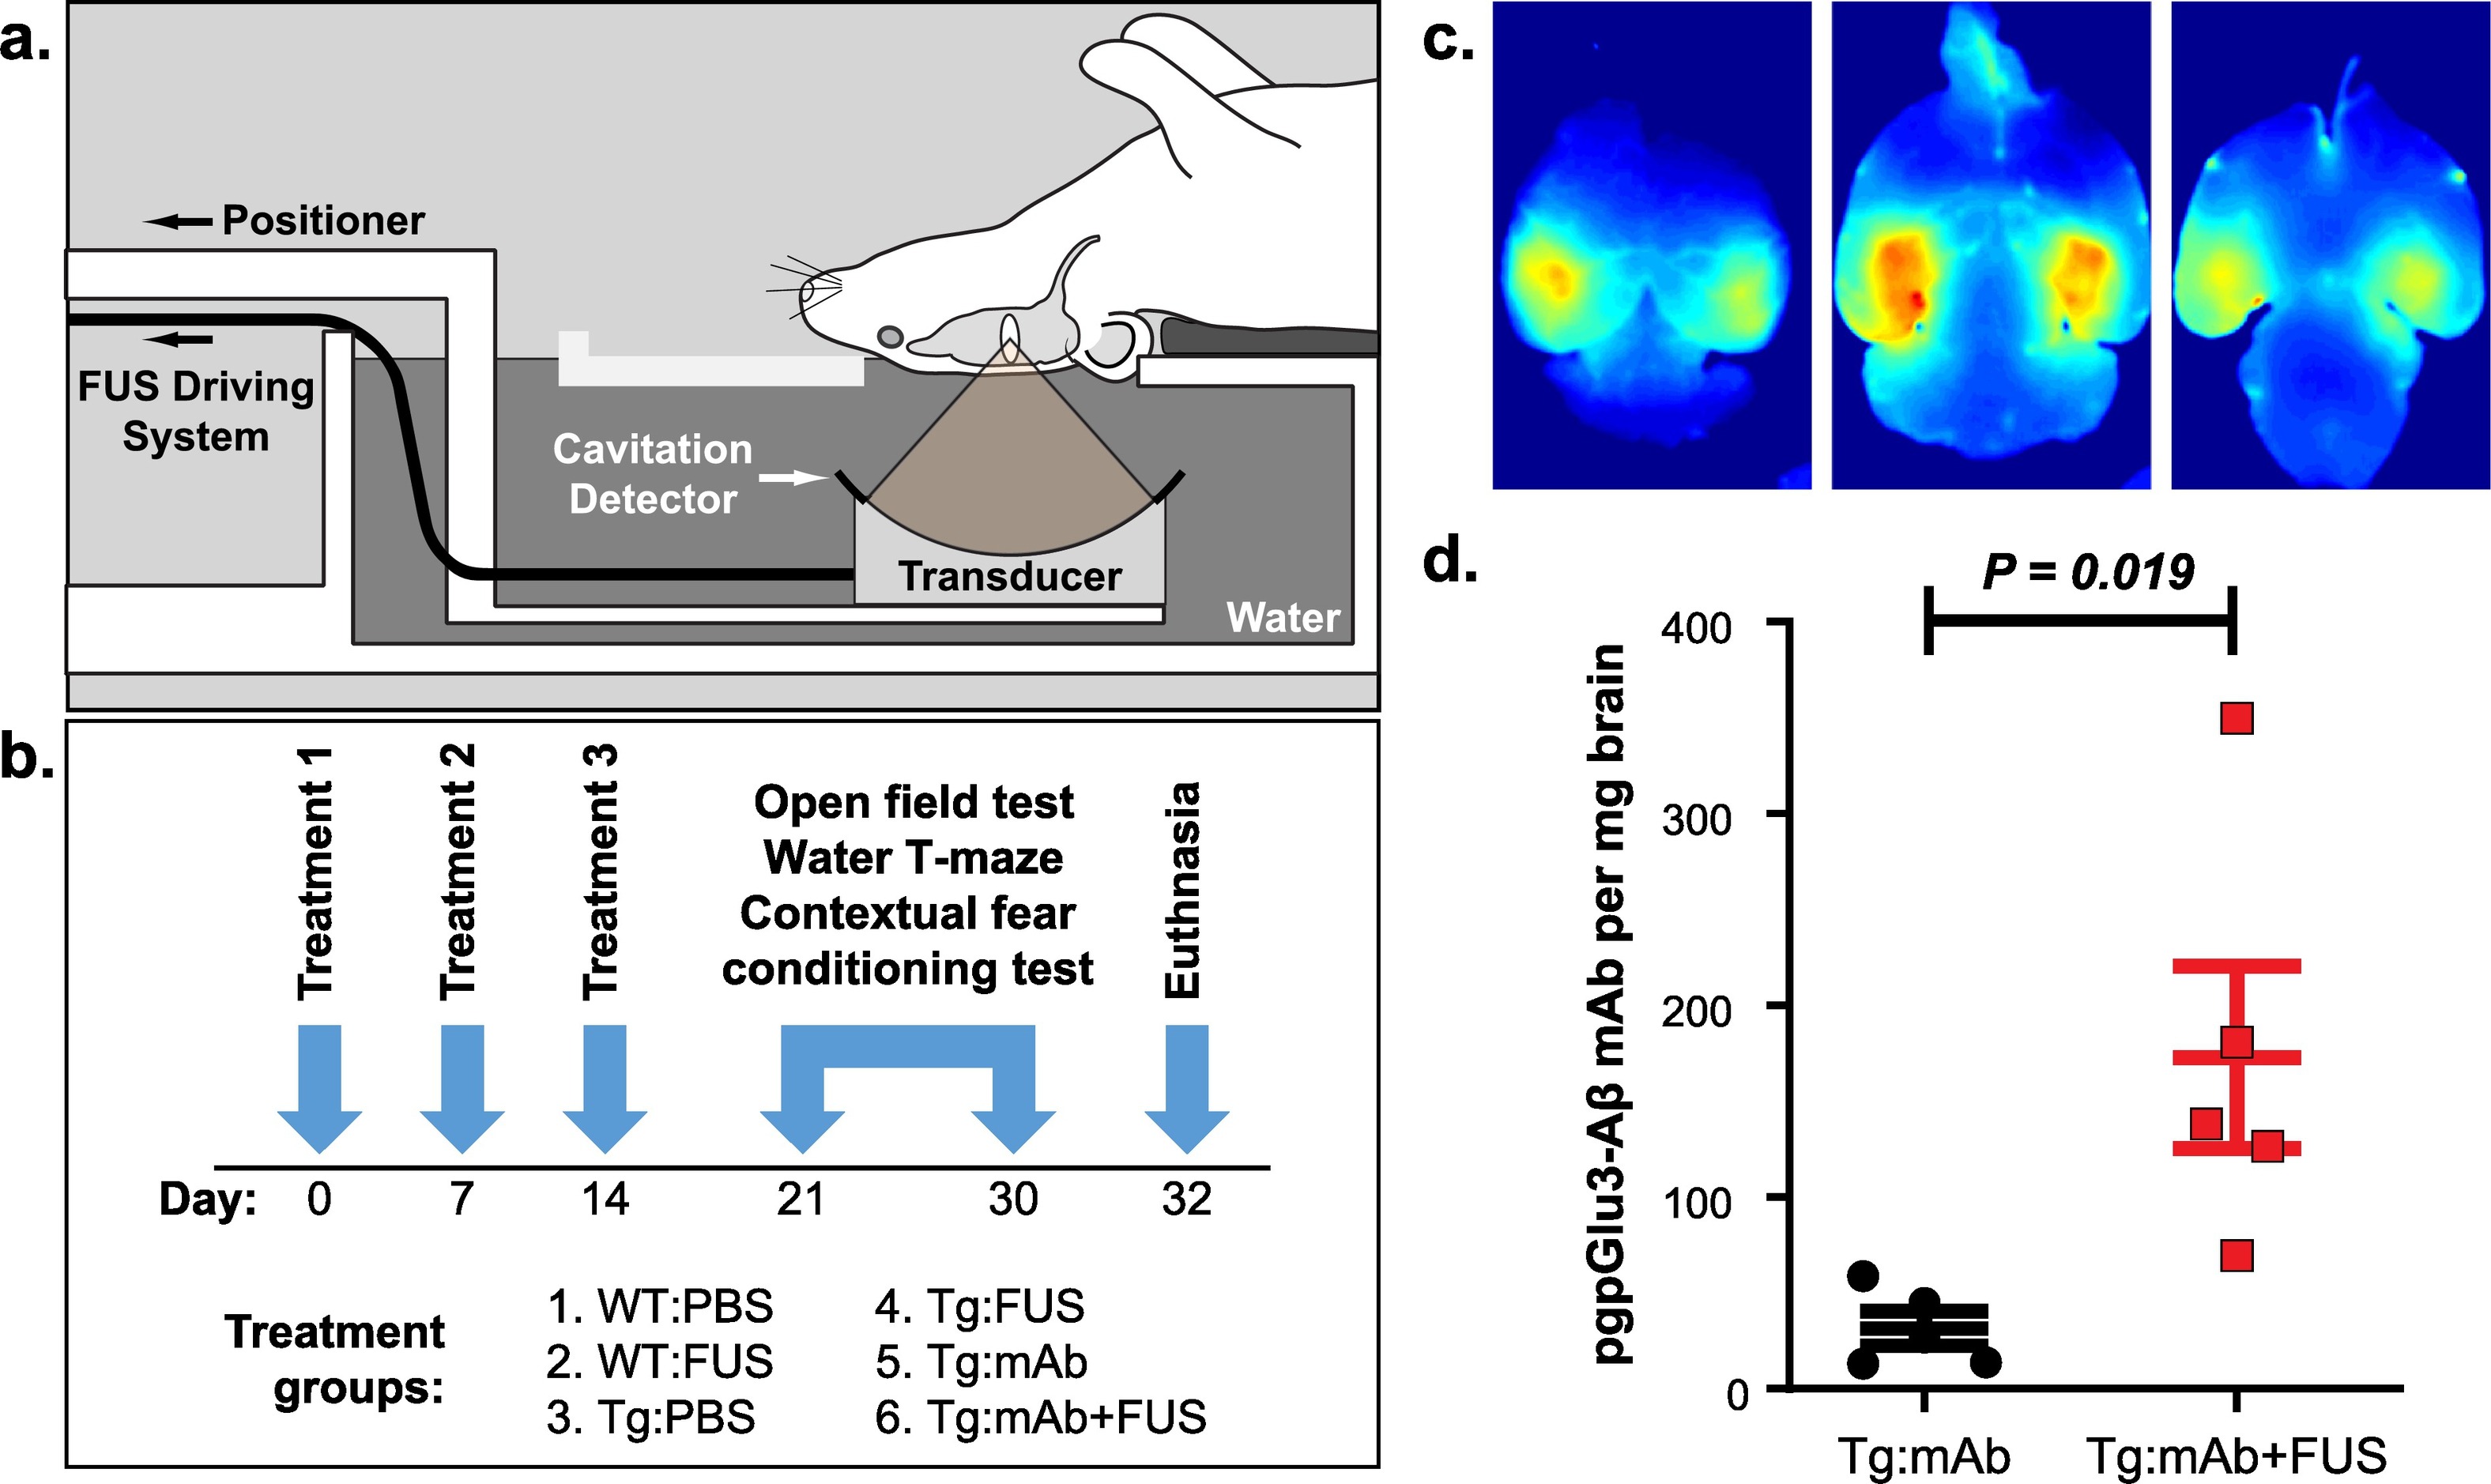 a.
Positioner
FUS Driving
System
Cavitation
Detector
Transducer
Water
b.
Treatment 1
Treatment 2
Treatment 3
Open field test
Water T-maze
Contextual fear
conditioning test
Euthnasia
Day:
0
7
14
21
30
32
Treatment
groups:
1. WT:PBS
2. WT:FUS
3. Tg:PBS
4. Tg:FUS
5. Tg:mAb
6. Tg:mAb+FUS
c.
d.
P = 0.019
pgpGlu3-Aβ mAb per mg brain
400
300
200
100
0
Tg:mAb
Tg:mAb+FUS